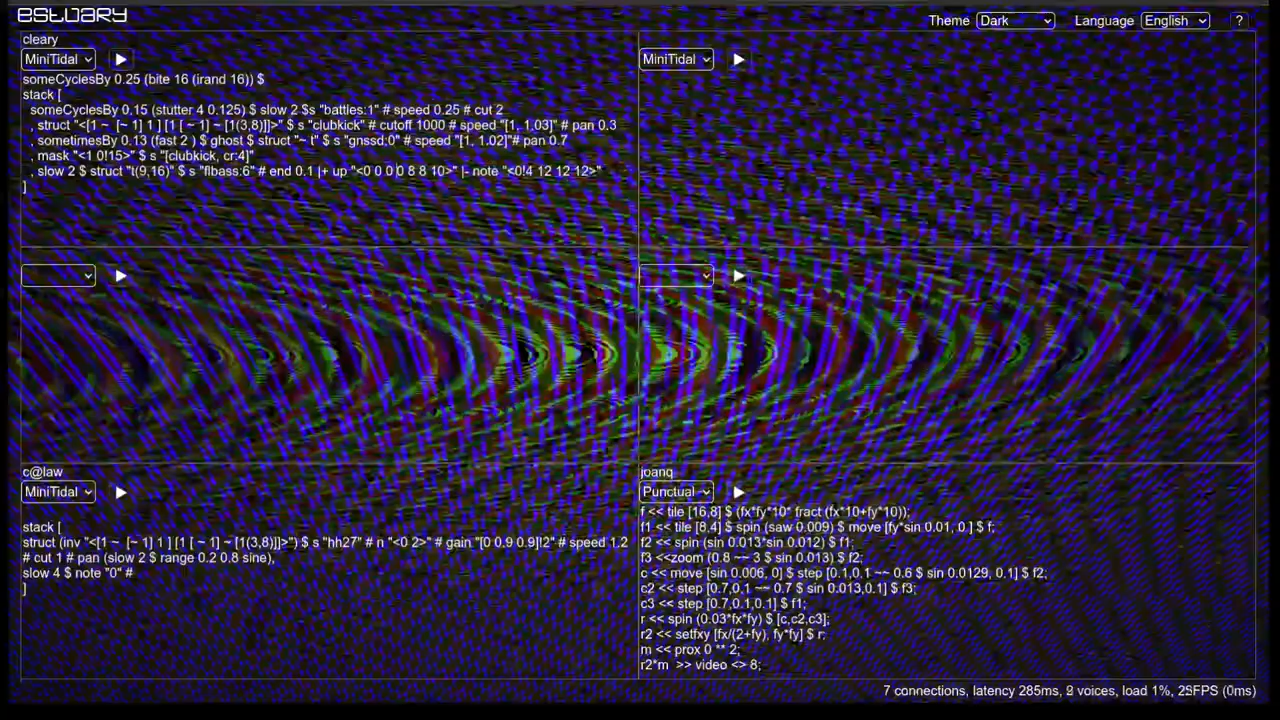 estuary
Theme Dark Language English ?
cleary
MiniTidal
someCyclesBy 0.25 (bite 16 (irand 16)) $
stack [
someCyclesBy 0.15 (stutter 4 0.125) $ slow 2 $s "battles:1" # speed 0.25 # cut 2
, struct "<[1 ~ [~ 1] 1 ] [1 [ ~ 1] ~ [1(3,8)]]>" $ s "clubkick" # cutoff 1000 # speed "[1, 1.03]" # pan 0.3
, sometimesBy 0.13 (fast 2 ) $ ghost $ struct "~ t" $ s "gnssd:0" # speed "[1, 1.02]"# pan 0.7
, mask "<1 0!15>" $ s "[clubkick, cr:4]"
, slow 2 $ struct "t(9,16)" $ s "flbass:6" # end 0.1 |+ up "<0 0 0 0 8 8 10>" |- note "<0!4 12 12 12>"
]
MiniTidal
c@law
MiniTidal
stack [
struct (inv "<[1 ~ [~ 1] 1 ] [1 [ ~ 1] ~ [1(3,8)]]>") $ s "hh27" # n "<0 2>" # gain "[0 0.9 0.9]!2" # speed 1.2
# cut 1 # pan (slow 2 $ range 0.2 0.8 sine),
slow 4 $ note "0" #
]
joanq
Punctual
f << tile [16,8] $ (fx*fy*10* fract (fx*10+fy*10));
f1 << tile [8,4] $ spin (saw 0.009) $ move [fy*sin 0.01, 0 ] $ f;
f2 << spin (sin 0.013*sin 0.012) $ f1;
f3 <<zoom (0.8 ~~ 3 $ sin 0.013) $ f2;
c << move [sin 0.006, 0] $ step [0.1,0.1 ~~ 0.6 $ sin 0.0129, 0.1] $ f2;
c2 << step [0.7,0.1 ~~ 0.7 $ sin 0.013,0.1] $ f3;
c3 << step [0.7,0.1,0.1] $ f1;
r << spin (0.03*fx*fy) $ [c,c2,c3];
r2 << setfxy [fx/(2+fy), fy*fy] $ r;
m << prox 0 ** 2;
r2*m >> video <> 8;
7 connections, latency 285ms, voices, load 1%, (0ms)